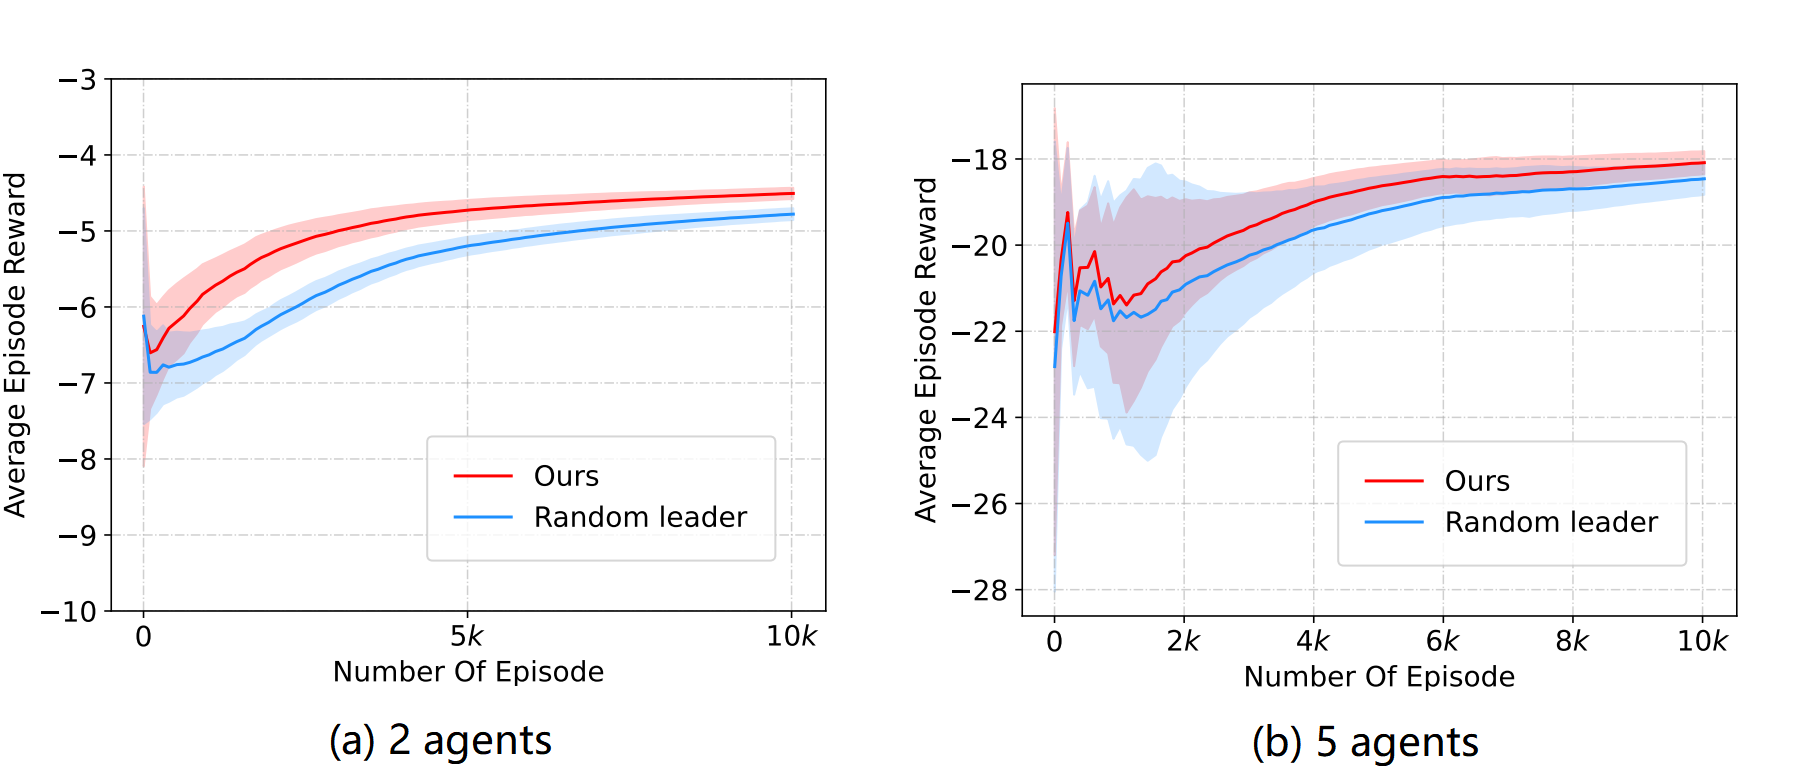 −3
−4
−5
−6
−7
−8
−9
−10
Average Episode Reward
Ours
Random leader
0 5k 10k
Number Of Episode
(a) 2 agents
−18
−20
−22
−24
−26
−28
Average Episode Reward
Ours
Random leader
0 2k 4k 6k 8k 10k
Number Of Episode
(b) 5 agents